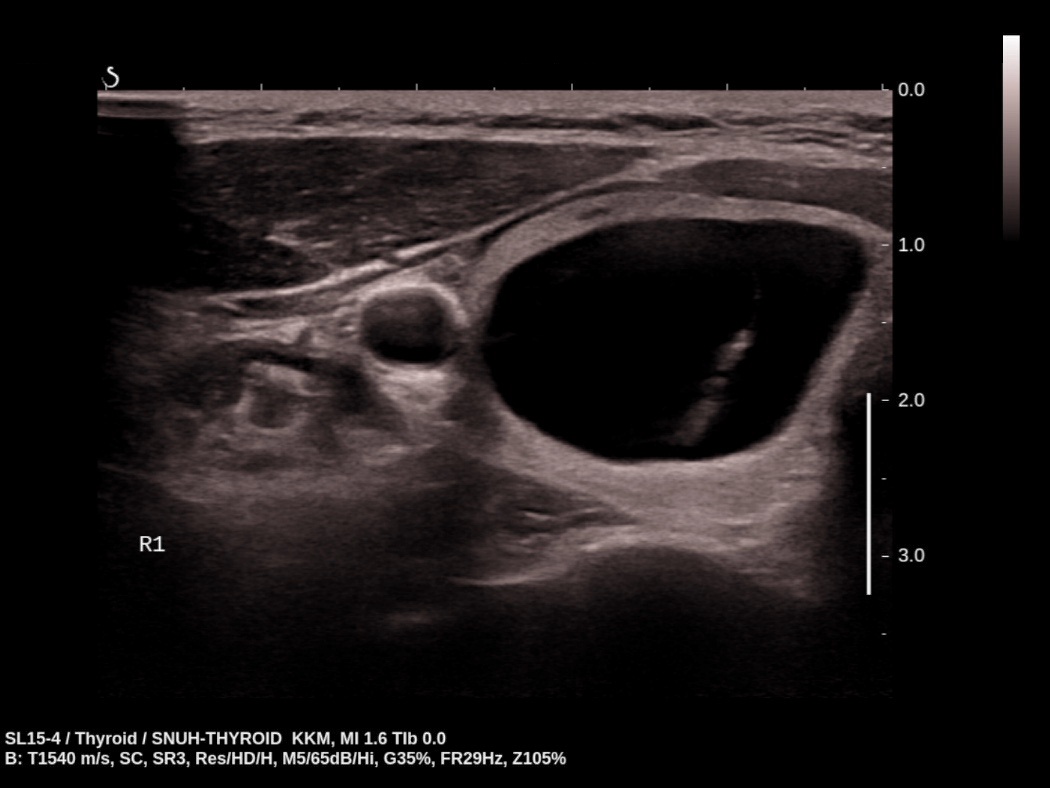 S
0.0
1.0
2.0
3.0
R1
SL15-4 / Thyroid / SNUH-THYROID  KKM, MI 1.6 TIb 0.0
B: T1540 m/s, SC, SR3, Res/HD/H, M5/65dB/Hi, G35%, FR29Hz, Z105%